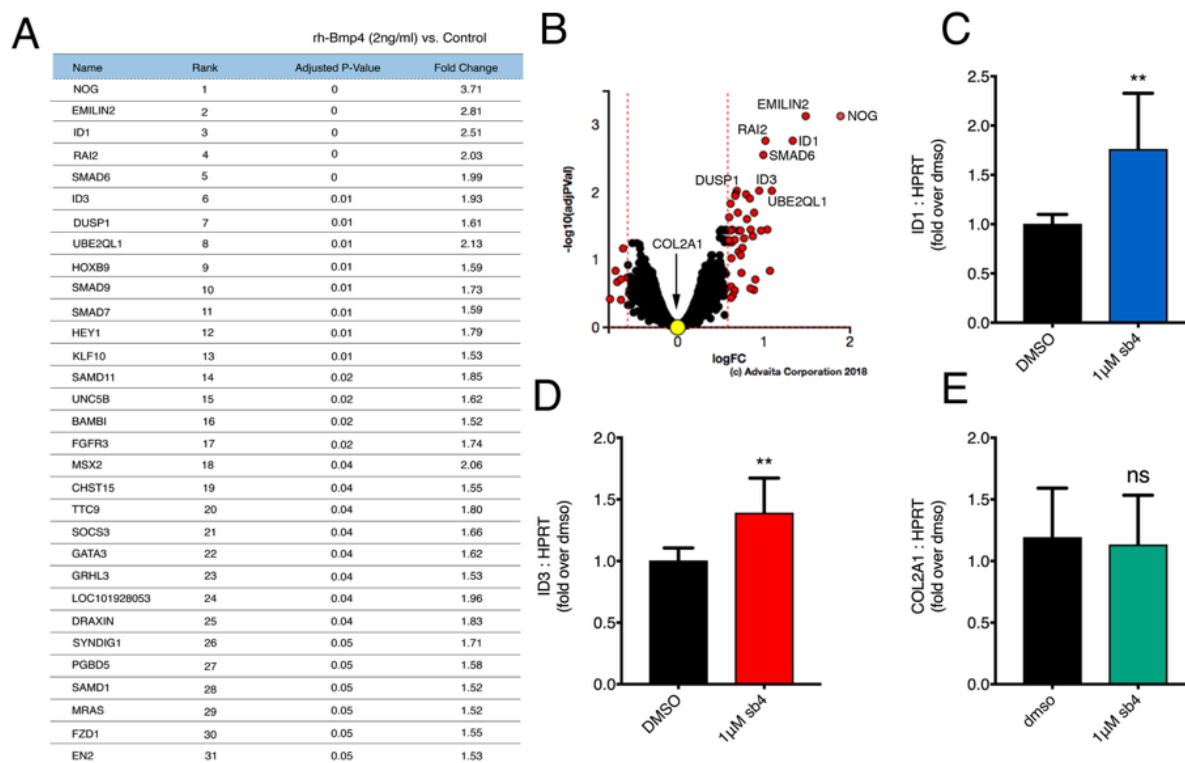 A
rh-Bmp4 (2ng/ml) vs. Control
Name Rank Adjusted P-Value Fold Change
NOG 1 0 3.71
EMILIN2 2 0 2.81
ID1 3 0 2.51
RAI2 4 0 2.03
SMAD6 5 0 1.99
ID3 6 0.01 1.93
DUSP1 7 0.01 1.61
UBE2QL1 8 0.01 2.13
HOXB9 9 0.01 1.59
SMAD9 10 0.01 1.73
SMAD7 11 0.01 1.59
HEY1 12 0.01 1.79
KLF10 13 0.01 1.53
SAMD11 14 0.02 1.85
UNC5B 15 0.02 1.62
BAMBI 16 0.02 1.52
FGFR3 17 0.02 1.74
MSX2 18 0.04 2.06
CHST15 19 0.04 1.55
TTC9 20 0.04 1.80
SOCS3 21 0.04 1.66
GATA3 22 0.04 1.62
GRHL3 23 0.04 1.53
LOC101928053 24 0.04 1.96
DRAXIN 25 0.04 1.83
SYNDIG1 26 0.05 1.71
PGBD5 27 0.05 1.58
SAMD1 28 0.05 1.52
MRAS 29 0.05 1.52
FZD1 30 0.05 1.55
EN2 31 0.05 1.53
B
-log10(adjPVal)
3
2
1
0
EMILIN2
NOG
RAI2
ID1
SMAD6
DUSP1
ID3
UBE2QL1
COL2A1
0 1 2
logFC
(c) Advaita Corporation 2018
C
ID1 : HPRT
(fold over dmso)
2.5
2.0
1.5
1.0
0.5
0.0
**
DMSO
1µM sb4
D
ID3 : HPRT
(fold over dmso)
2.0
1.5
1.0
0.5
0.0
**
DMSO
1µM sb4
E
COL2A1 : HPRT
(fold over dmso)
2.0
1.5
1.0
0.5
0.0
ns
dmso
1µM sb4